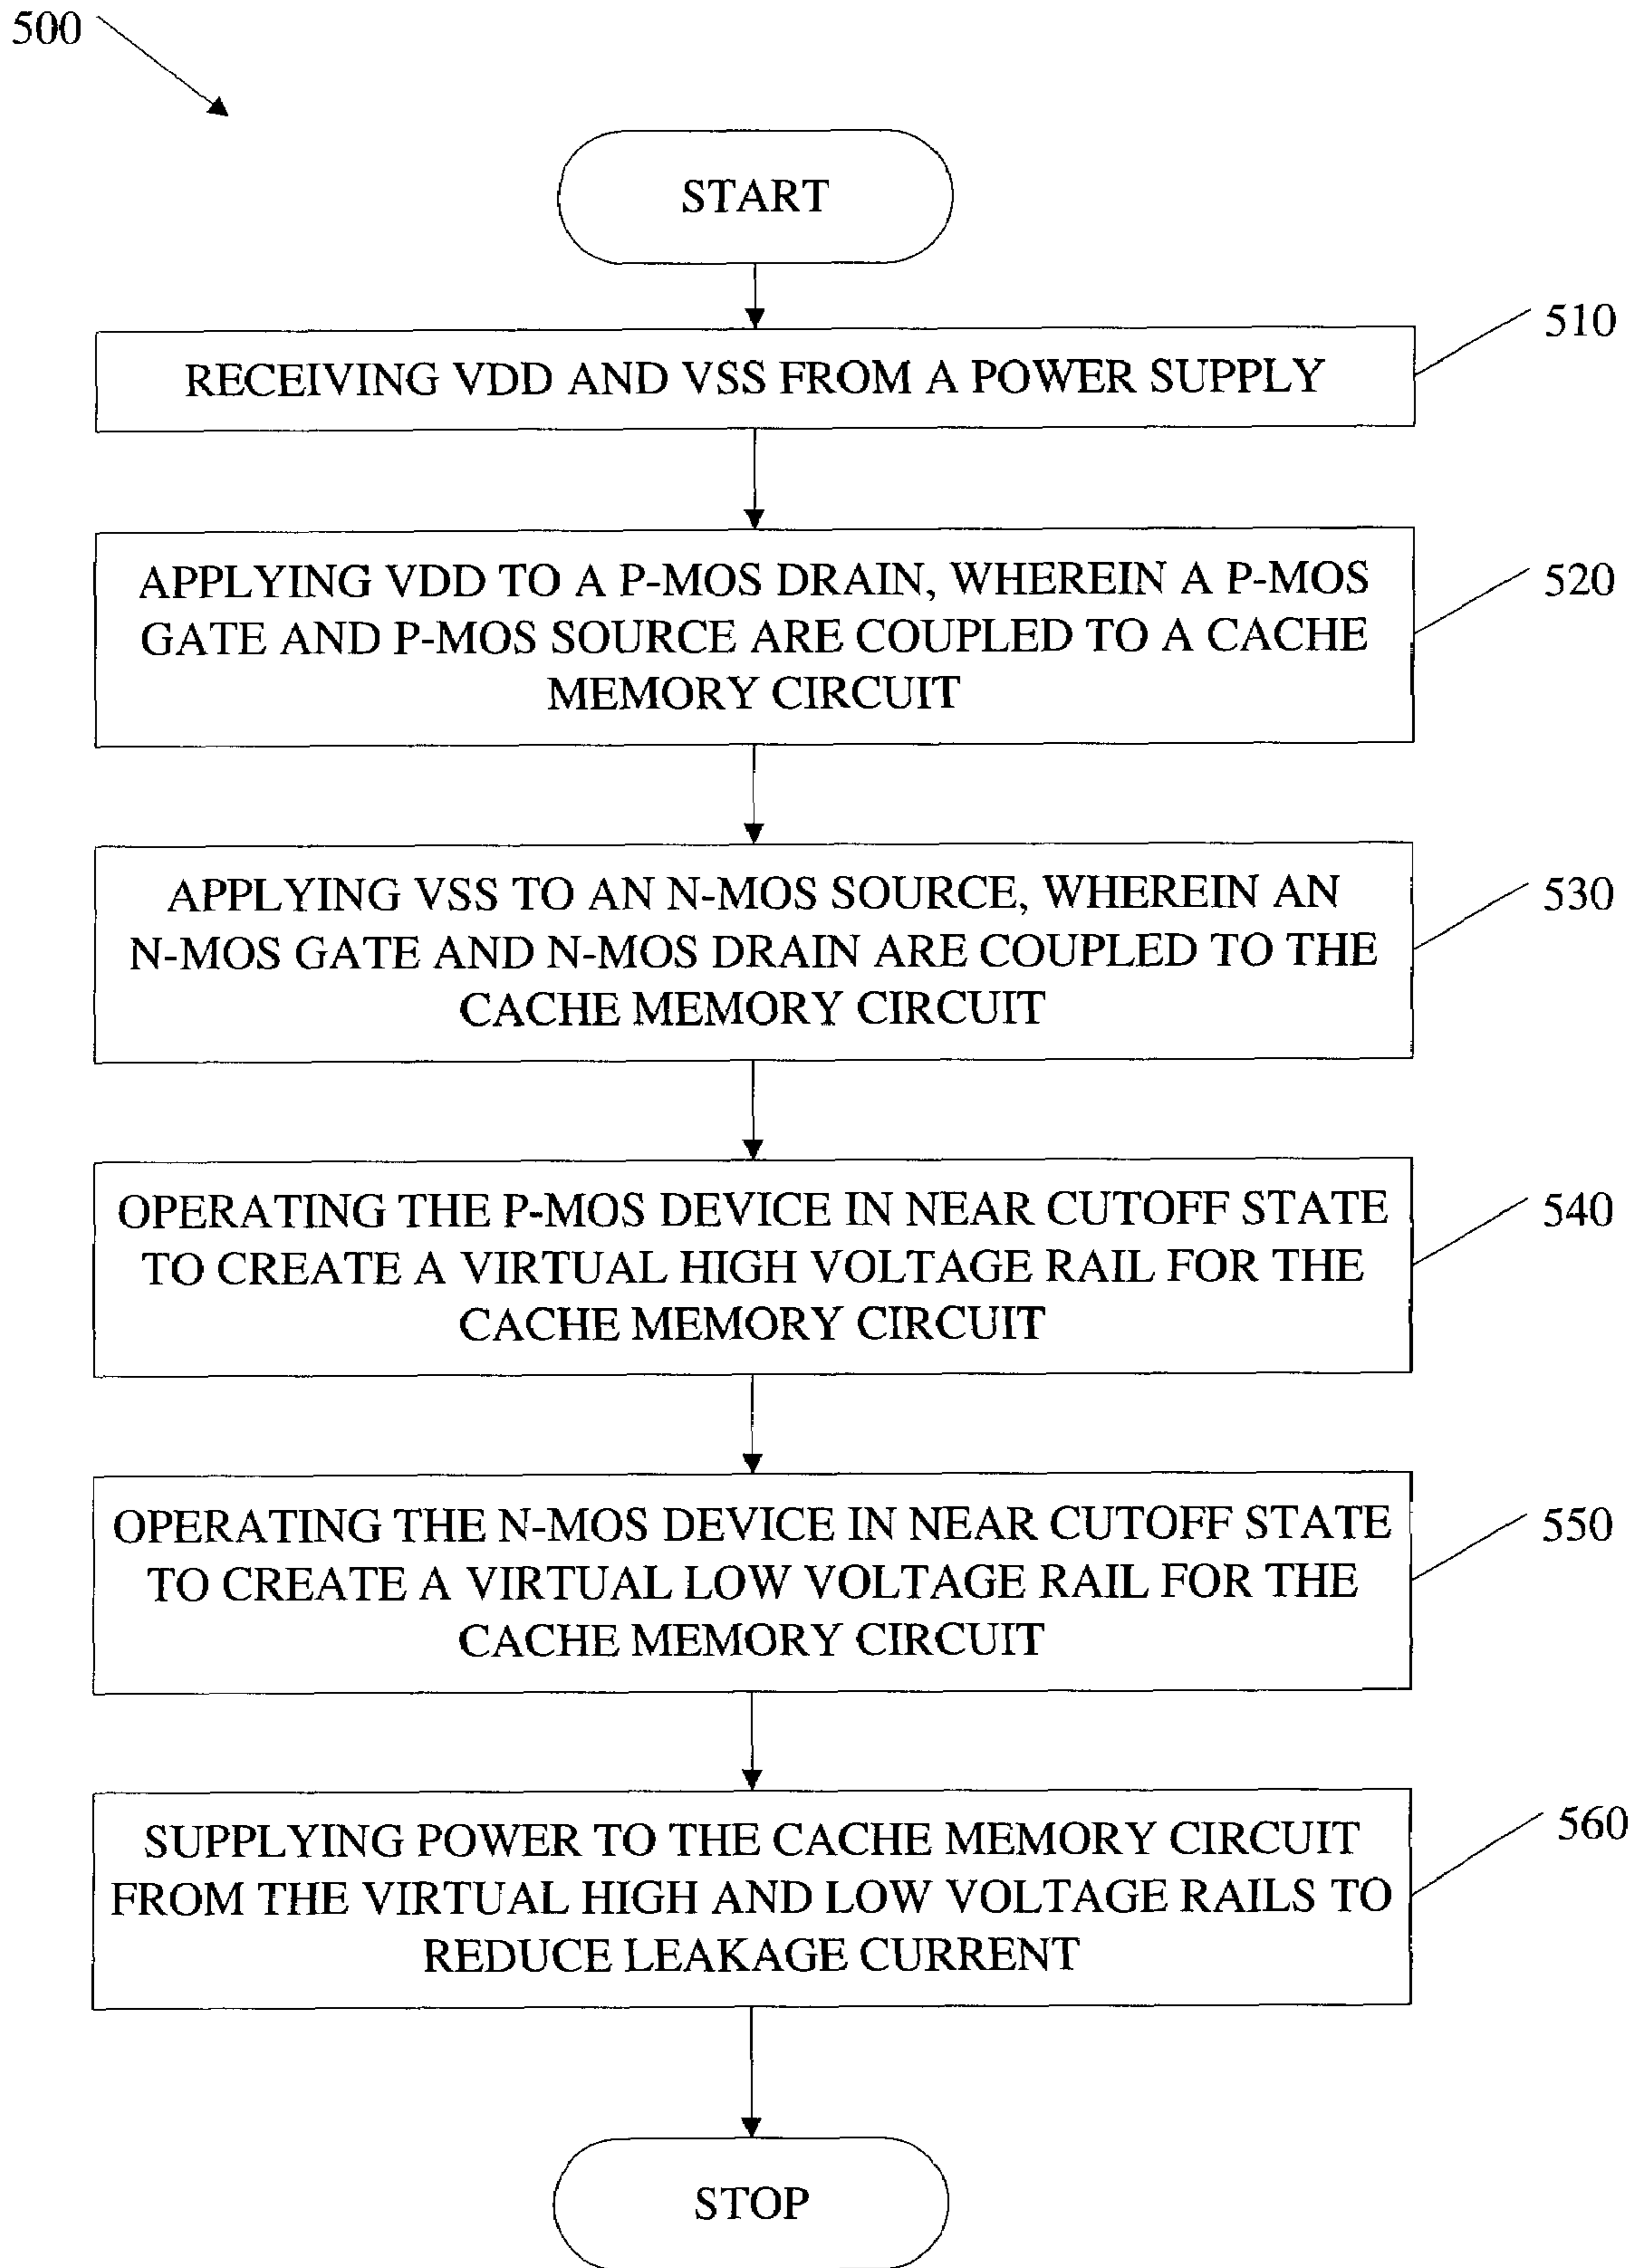 500
START
510
RECEIVING VDD AND VSS FROM A POWER SUPPLY
520
APPLYING VDD TO A P-MOS DRAIN, WHEREIN A P-MOS
GATE AND P-MOS SOURCE ARE COUPLED TO A CACHE
MEMORY CIRCUIT
530
APPLYING VSS TO AN N-MOS SOURCE, WHEREIN AN
N-MOS GATE AND N-MOS DRAIN ARE COUPLED TO THE
CACHE MEMORY CIRCUIT
540
OPERATING THE P-MOS DEVICE IN NEAR CUTOFF STATE
TO CREATE A VIRTUAL HIGH VOLTAGE RAIL FOR THE
CACHE MEMORY CIRCUIT
550
OPERATING THE N-MOS DEVICE IN NEAR CUTOFF STATE
TO CREATE A VIRTUAL LOW VOLTAGE RAIL FOR THE
CACHE MEMORY CIRCUIT
560
SUPPLYING POWER TO THE CACHE MEMORY CIRCUIT
FROM THE VIRTUAL HIGH AND LOW VOLTAGE RAILS TO
REDUCE LEAKAGE CURRENT
STOP